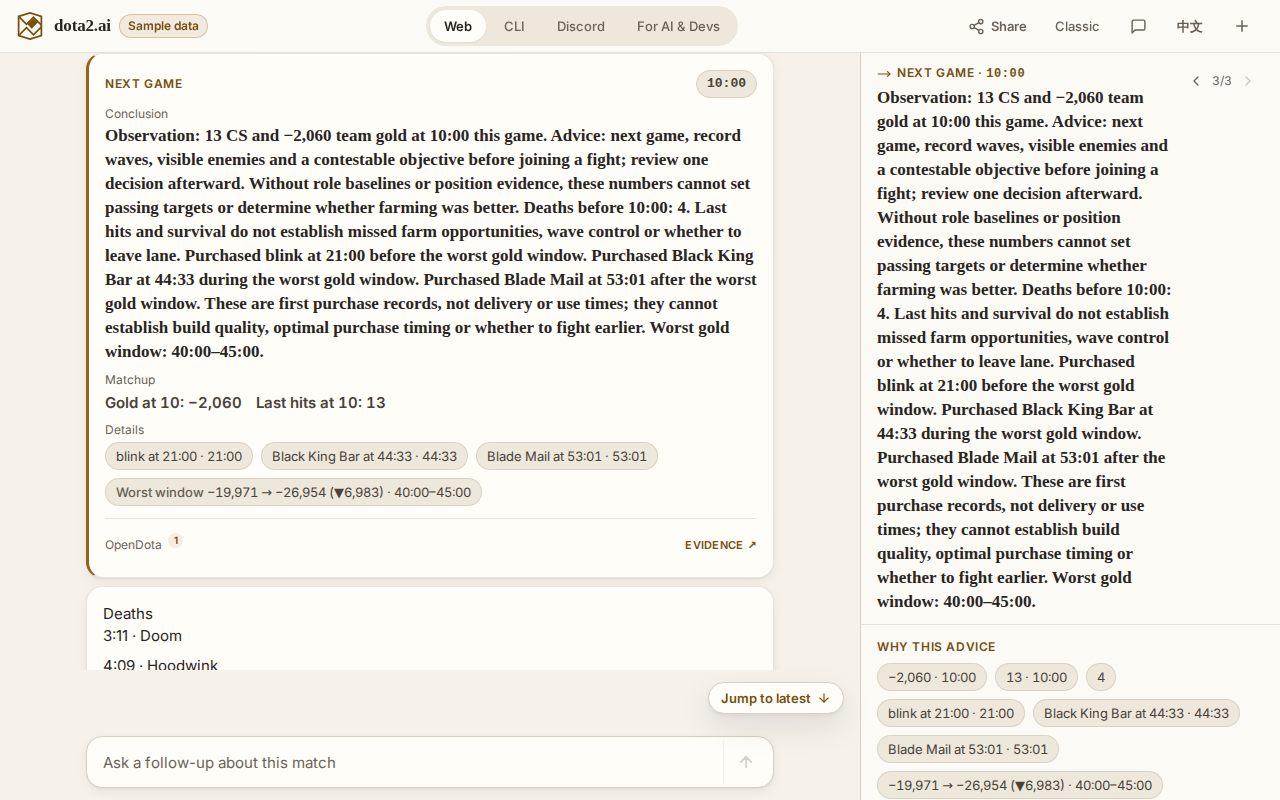 dota2.ai
Sample data
Web
CLI
Discord
For AI & Devs
Share
Classic
中文
NEXT GAME
10:00
Conclusion
Observation: 13 CS and −2,060 team gold at 10:00 this game. Advice: next game, record
waves, visible enemies and a contestable objective before joining a fight; review one
decision afterward. Without role baselines or position evidence, these numbers cannot set
passing targets or determine whether farming was better. Deaths before 10:00: 4. Last
hits and survival do not establish missed farm opportunities, wave control or whether to
leave lane. Purchased blink at 21:00 before the worst gold window. Purchased Black King
Bar at 44:33 during the worst gold window. Purchased Blade Mail at 53:01 after the worst
gold window. These are first purchase records, not delivery or use times; they cannot
establish build quality, optimal purchase timing or whether to fight earlier. Worst gold
window: 40:00–45:00.
Matchup
Gold at 10: −2,060 Last hits at 10: 13
Details
blink at 21:00 · 21:00
Black King Bar at 44:33 · 44:33
Blade Mail at 53:01 · 53:01
Worst window −19,971 → −26,954 (▼6,983) · 40:00–45:00
OpenDota 1
EVIDENCE ↗
Deaths
3:11 · Doom
4:09 · Hoodwink
Jump to latest ↓
Ask a follow-up about this match
→ NEXT GAME · 10:00
3/3
Observation: 13 CS and −2,060 team
gold at 10:00 this game. Advice: next
game, record waves, visible enemies and
a contestable objective before joining a
fight; review one decision afterward.
Without role baselines or position
evidence, these numbers cannot set
passing targets or determine whether
farming was better. Deaths before 10:00:
4. Last hits and survival do not establish
missed farm opportunities, wave control
or whether to leave lane. Purchased
blink at 21:00 before the worst gold
window. Purchased Black King Bar at
44:33 during the worst gold window.
Purchased Blade Mail at 53:01 after the
worst gold window. These are first
purchase records, not delivery or use
times; they cannot establish build
quality, optimal purchase timing or
whether to fight earlier. Worst gold
window: 40:00–45:00.
WHY THIS ADVICE
−2,060 · 10:00
13 · 10:00
4
blink at 21:00 · 21:00
Black King Bar at 44:33 · 44:33
Blade Mail at 53:01 · 53:01
−19,971 → −26,954 (▼6,983) · 40:00–45:00